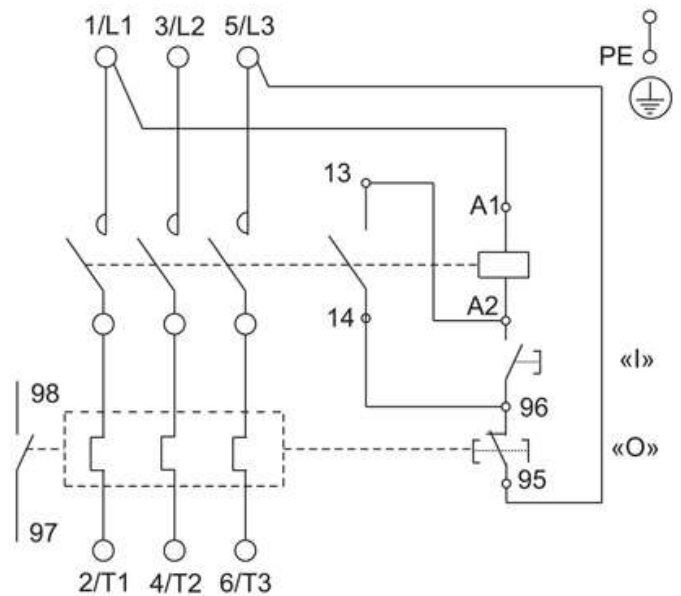 1/L1 3/L2 5/L3
PE
13
A1
14
A2
«I»
98
96
«O»
95
97
2/T1 4/T2 6/T3